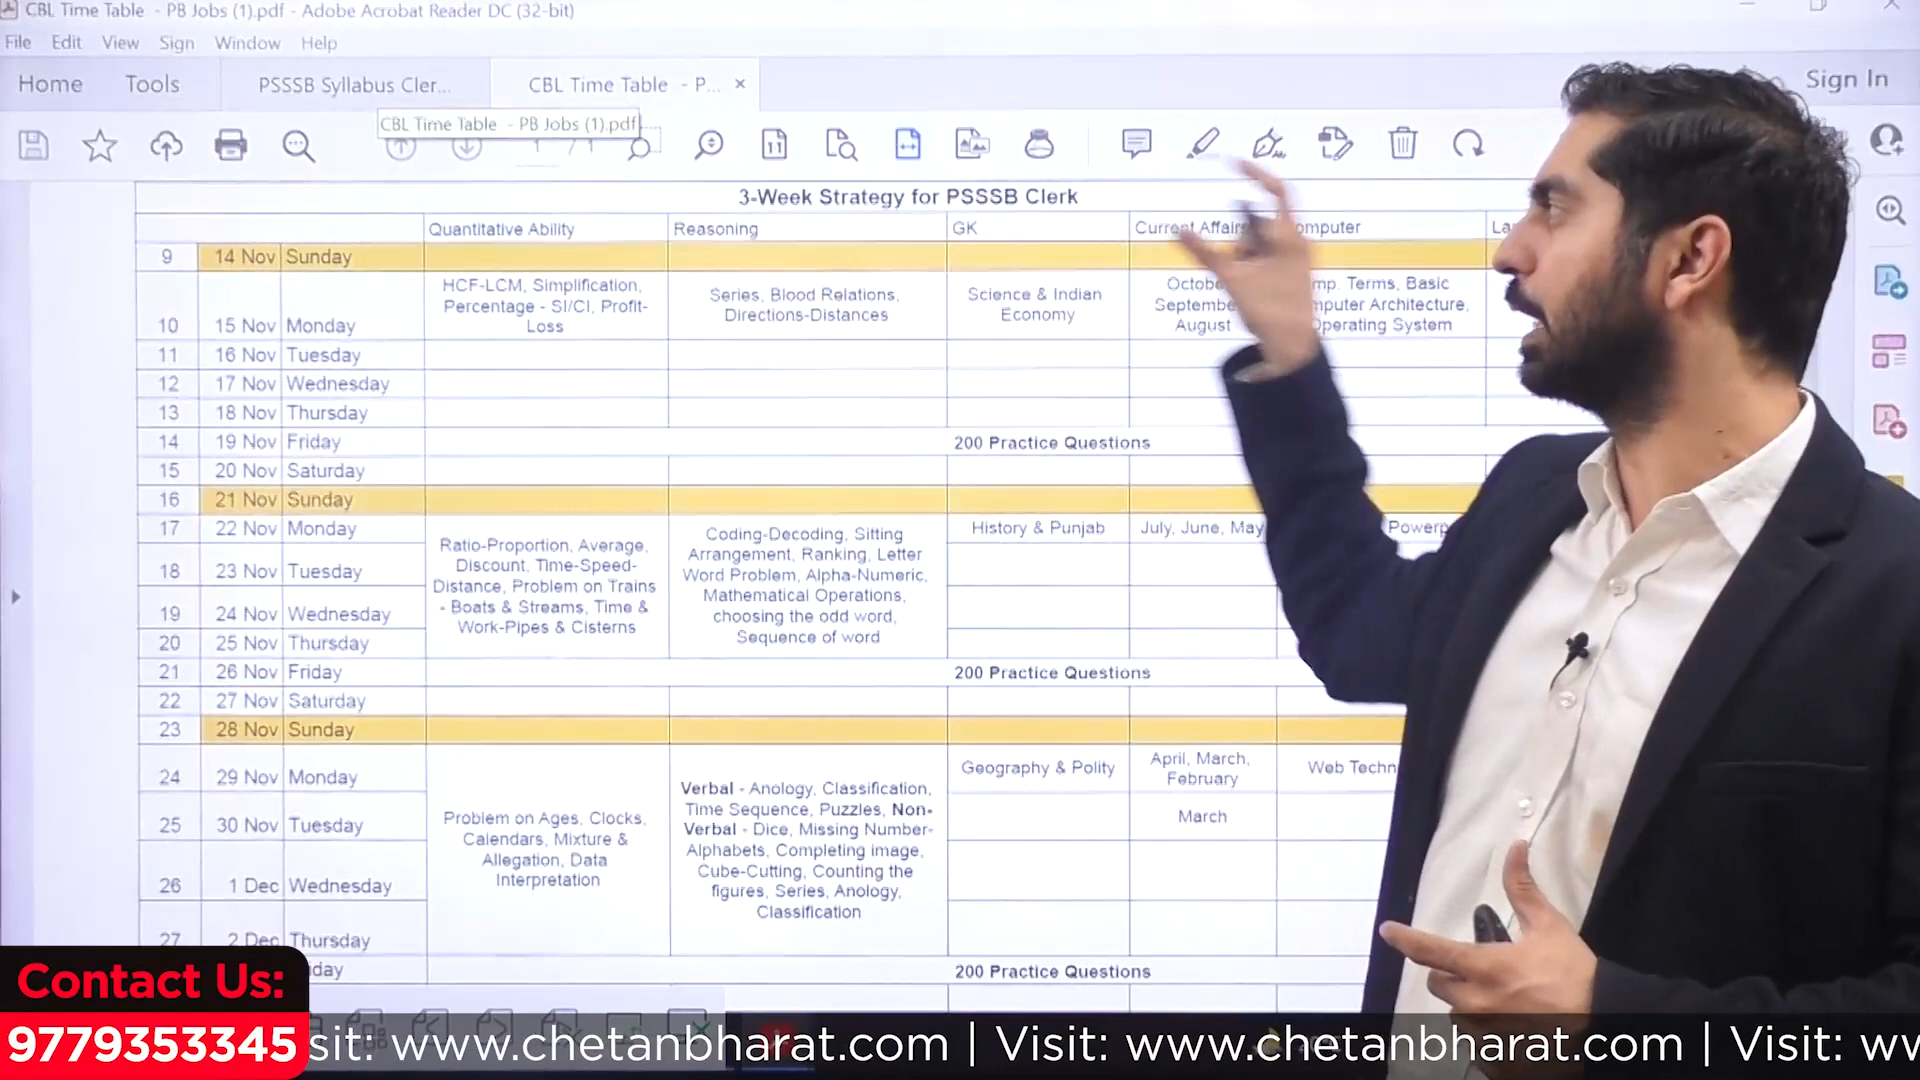 CBL Time Table - PB Jobs (1).pdf - Adobe Acrobat Reader DC (32-bit)
File Edit View Sign Window Help
Home Tools PSSSB Syllabus Cler... CBL Time Table - P... × Sign In
CBL Time Table - PB Jobs (1).pdf
1 / 1
3-Week Strategy for PSSSB Clerk
Quantitative Ability Reasoning GK Current Affairs
9 14 Nov Sunday
10 15 Nov Monday
HCF-LCM, Simplification,
Percentage - SI/CI, Profit-
Loss
Series, Blood Relations,
Directions-Distances
Science & Indian
Economy
August
Terms, Basic
Architecture,
System
11 16 Nov Tuesday
12 17 Nov Wednesday
13 18 Nov Thursday
14 19 Nov Friday 200 Practice Questions
15 20 Nov Saturday
16 21 Nov Sunday
17 22 Nov Monday
18 23 Nov Tuesday
19 24 Nov Wednesday
20 25 Nov Thursday
Ratio-Proportion, Average,
Discount, Time-Speed-
Distance, Problem on Trains
- Boats & Streams, Time &
Work-Pipes & Cisterns
Coding-Decoding, Sitting
Arrangement, Ranking, Letter
Word Problem, Alpha-Numeric,
Mathematical Operations,
choosing the odd word,
Sequence of word
History & Punjab
July, June, May
21 26 Nov Friday 200 Practice Questions
22 27 Nov Saturday
23 28 Nov Sunday
24 29 Nov Monday
25 30 Nov Tuesday
26 1 Dec Wednesday
27 2 Dec Thursday
Problem on Ages, Clocks,
Calendars, Mixture &
Allegation, Data
Interpretation
Verbal - Anology, Classification,
Time Sequence, Puzzles, Non-
Verbal - Dice, Missing Number-
Alphabets, Completing image,
Cube-Cutting, Counting the
figures, Series, Anology,
Classification
Geography & Polity
April, March,
February
March
Web
200 Practice Questions
Contact Us:
9779353345
www.chetanbharat.com | Visit: www.chetanbharat.com | Visit: